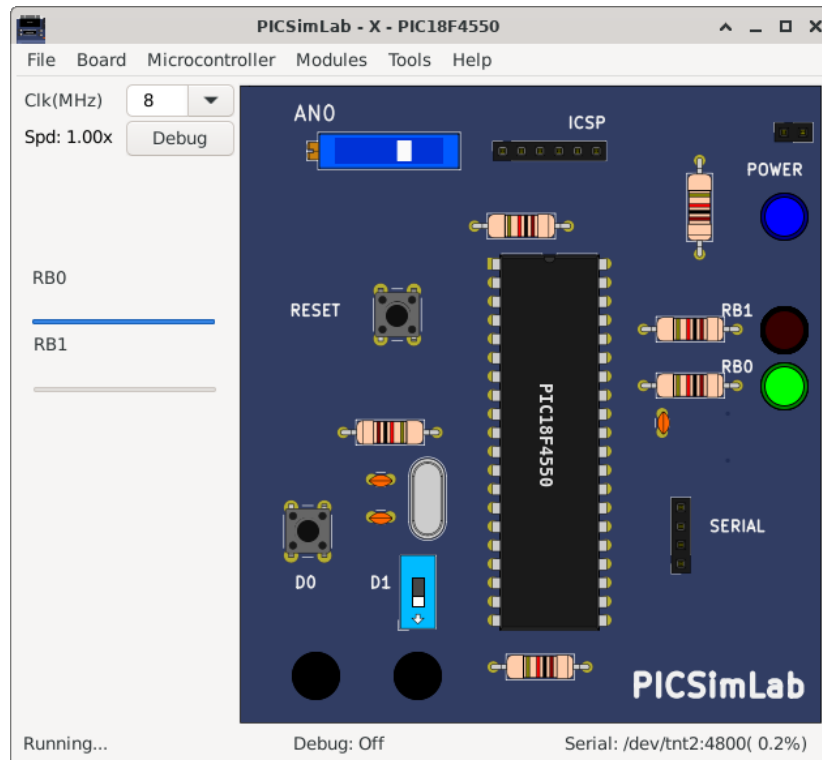 PICSimLab - X - PIC18F4550
File Board Microcontroller Modules Tools Help
Clk(MHz) 8
Spd: 1.00x Debug
RB0
RB1
AN0
ICSP
POWER
RESET
RB1
RB0
PIC18F4550
SERIAL
D0
D1
PICSimLab
Running... Debug: Off Serial: /dev/tnt2:4800( 0.2%)